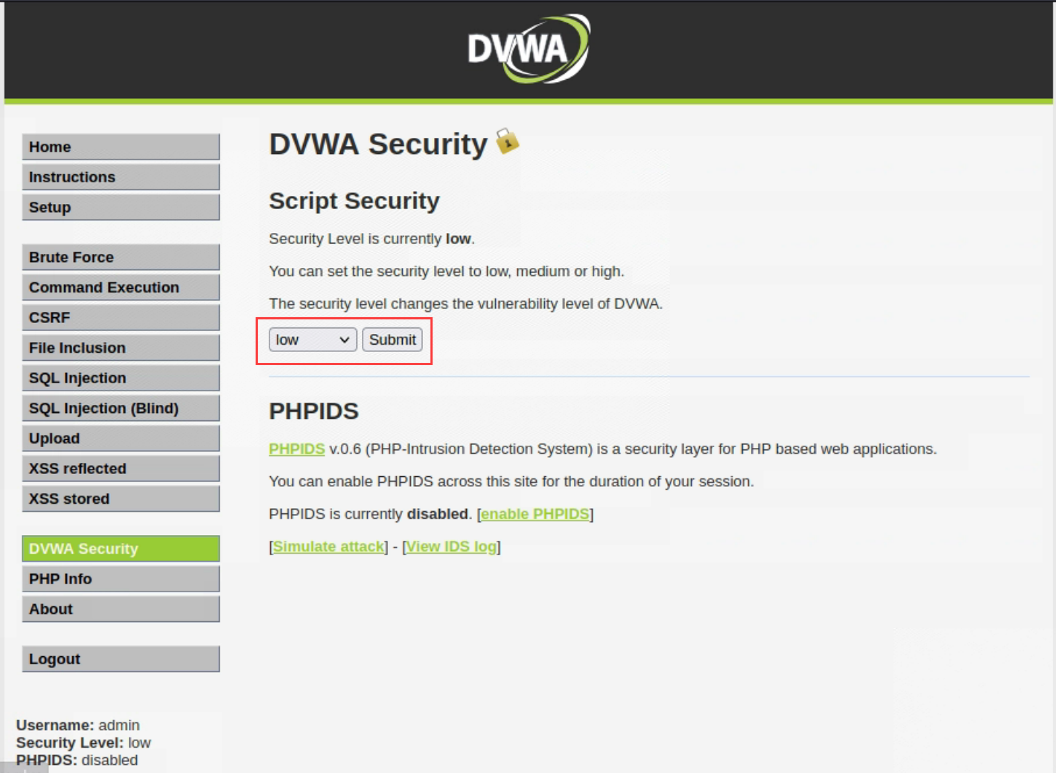 DVWA
Home
Instructions
Setup
Brute Force
Command Execution
CSRF
File Inclusion
SQL Injection
SQL Injection (Blind)
Upload
XSS reflected
XSS stored
DVWA Security
PHP Info
About
Logout
Username: admin
Security Level: low
PHPIDS: disabled
DVWA Security
Script Security
Security Level is currently low.
You can set the security level to low, medium or high.
The security level changes the vulnerability level of DVWA.
low Submit
PHPIDS
PHPIDS v.0.6 (PHP-Intrusion Detection System) is a security layer for PHP based web applications.
You can enable PHPIDS across this site for the duration of your session.
PHPIDS is currently disabled. [enable PHPIDS]
[Simulate attack] - [View IDS log]